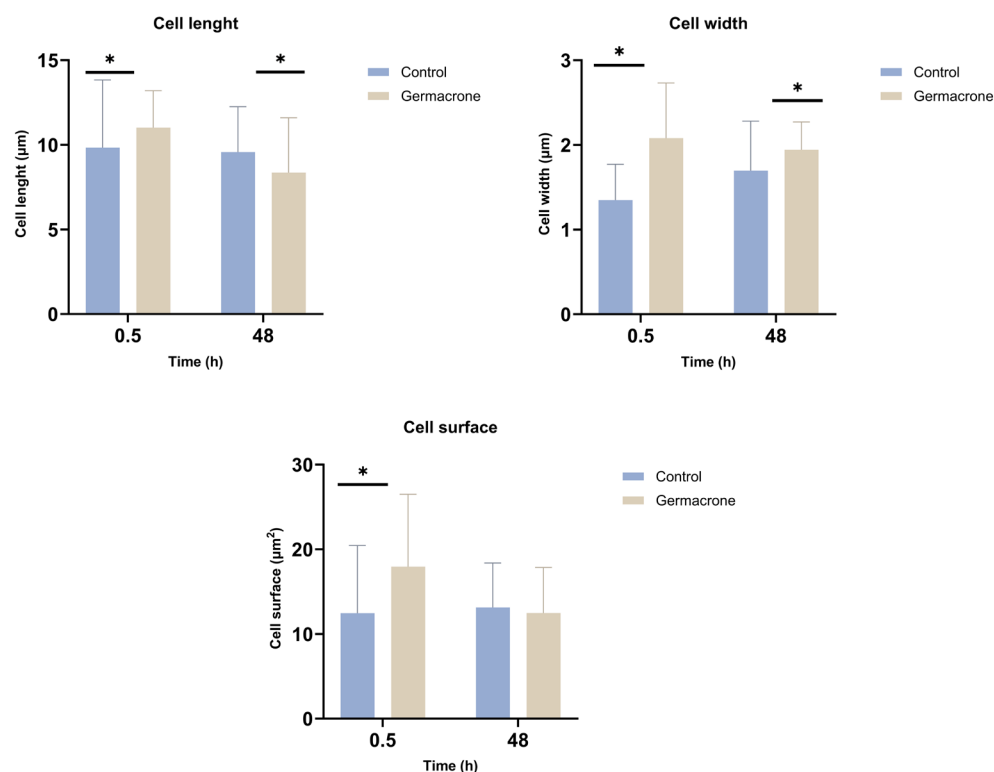 Cell lenght
*
*
15
10
5
0
Cell lenght (µm)
0.5
48
Time (h)
Control
Germacrone
Cell width
*
*
3
2
1
0
Cell width (µm)
0.5
48
Time (h)
Control
Germacrone
Cell surface
*
30
20
10
0
Cell surface (µm²)
0.5
48
Time (h)
Control
Germacrone